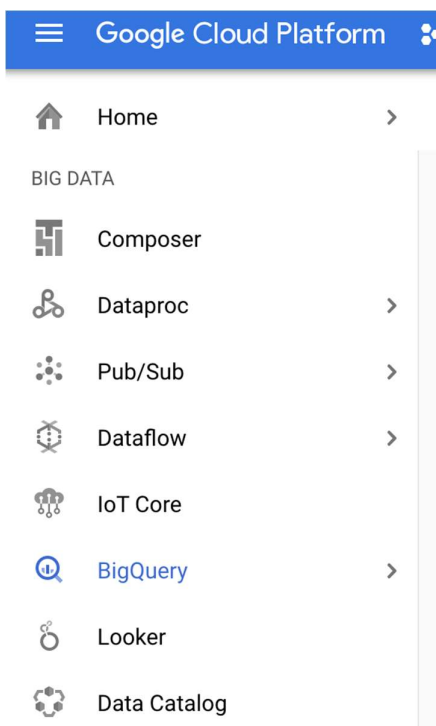 Google Cloud Platform
Home
BIG DATA
Composer
Dataproc
Pub/Sub
Dataflow
IoT Core
BigQuery
Looker
Data Catalog